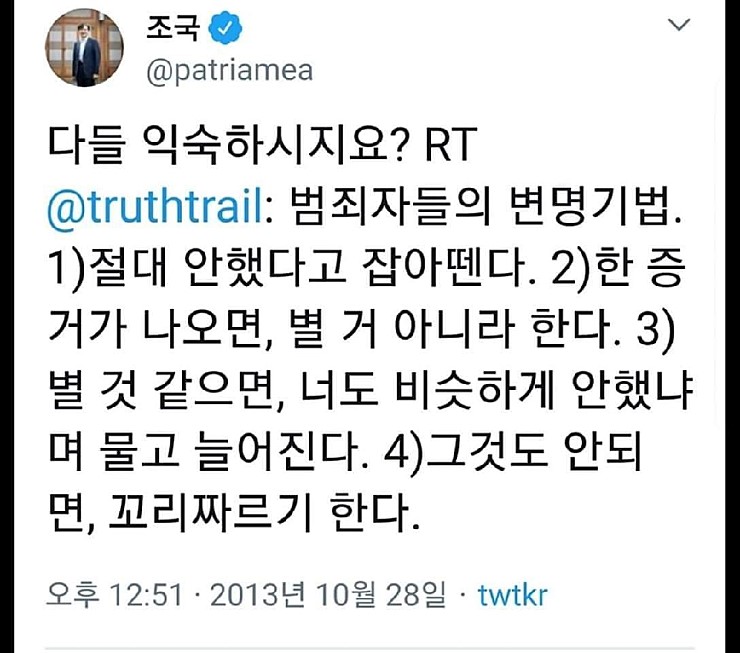 조국
@patriamea
다들 익숙하시지요? RT
@truthtrail: 범죄자들의 변명기법.
1)절대 안했다고 잡아뗀다. 2)한 증
거가 나오면, 별 거 아니라 한다. 3)
별 것 같으면, 너도 비슷하게 안했냐
며 물고 늘어진다. 4)그것도 안되
면, 꼬리짜르기 한다.
오후 12:51 · 2013년 10월 28일 · twtkr